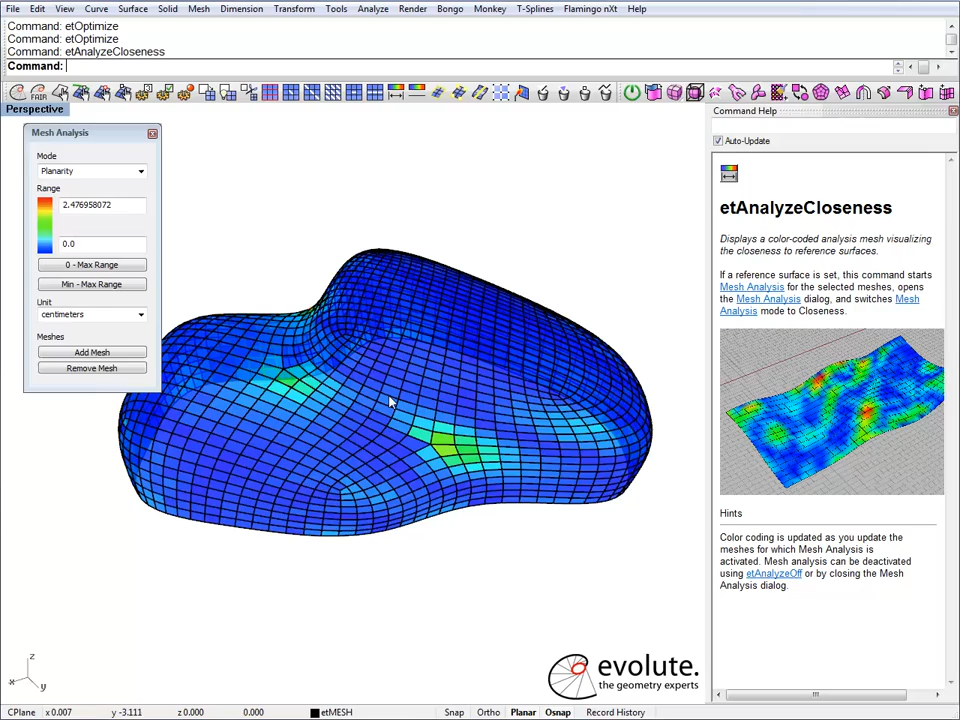 File Edit View Curve Surface Solid Mesh Dimension Transform Tools Analyze Render Bongo Monkey T-Splines Flamingo nXt Help
Command: etOptimize
Command: etOptimize
Command: etAnalyzeCloseness
Command:
FAIR
Perspective
Command Help
Mesh Analysis
Auto-Update
Mode
Planarity
Range
2.476958072
0.0
0 - Max Range
Min - Max Range
Unit
centimeters
Meshes
Add Mesh
Remove Mesh
etAnalyzeCloseness
Displays a color-coded analysis mesh visualizing
the closeness to reference surfaces.
If a reference surface is set, this command starts
Mesh Analysis for the selected meshes, opens
the Mesh Analysis dialog, and switches Mesh
Analysis mode to Closeness.
Hints
Color coding is updated as you update the
meshes for which Mesh Analysis is
activated. Mesh analysis can be deactivated
using etAnalyzeOff or by closing the Mesh
Analysis dialog.
z
x
y
evolute.
the geometry experts
CPlane x 0.007 y -3.111 z 0.000 0.000 etMESH Snap Ortho Planar Osnap Record History